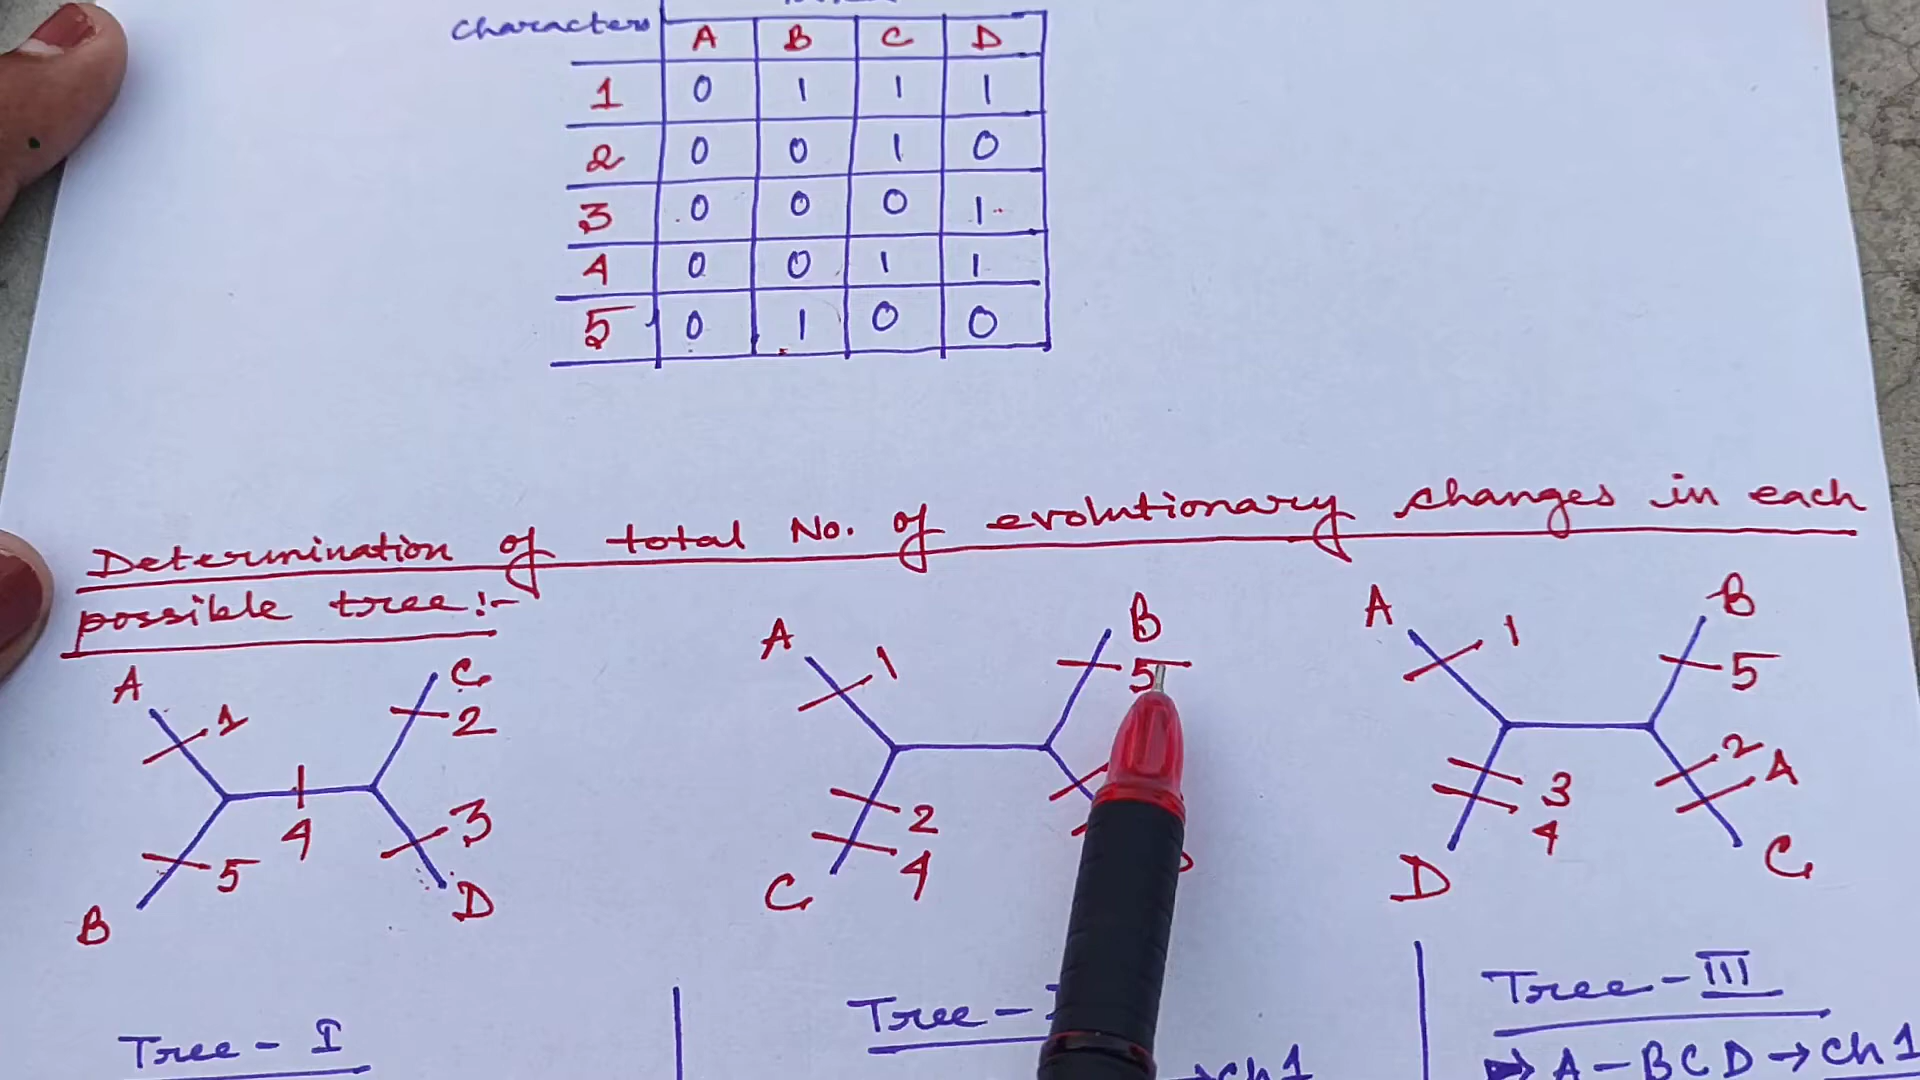 characters
A B C D
1 0 1 1 1
2 0 0 1 0
3 0 0 0 1
4 0 0 1 1
5 0 1 0 0
Determination of total No. of evolutionary changes in each
possible tree:-
A 1 C 2 4 5 3 B D
A 1 B 5 2 4 C
A 1 B 5 2 A 3 4 D C
Tree - I
Tree -
→ch1
Tree - III
A - BCD → ch1